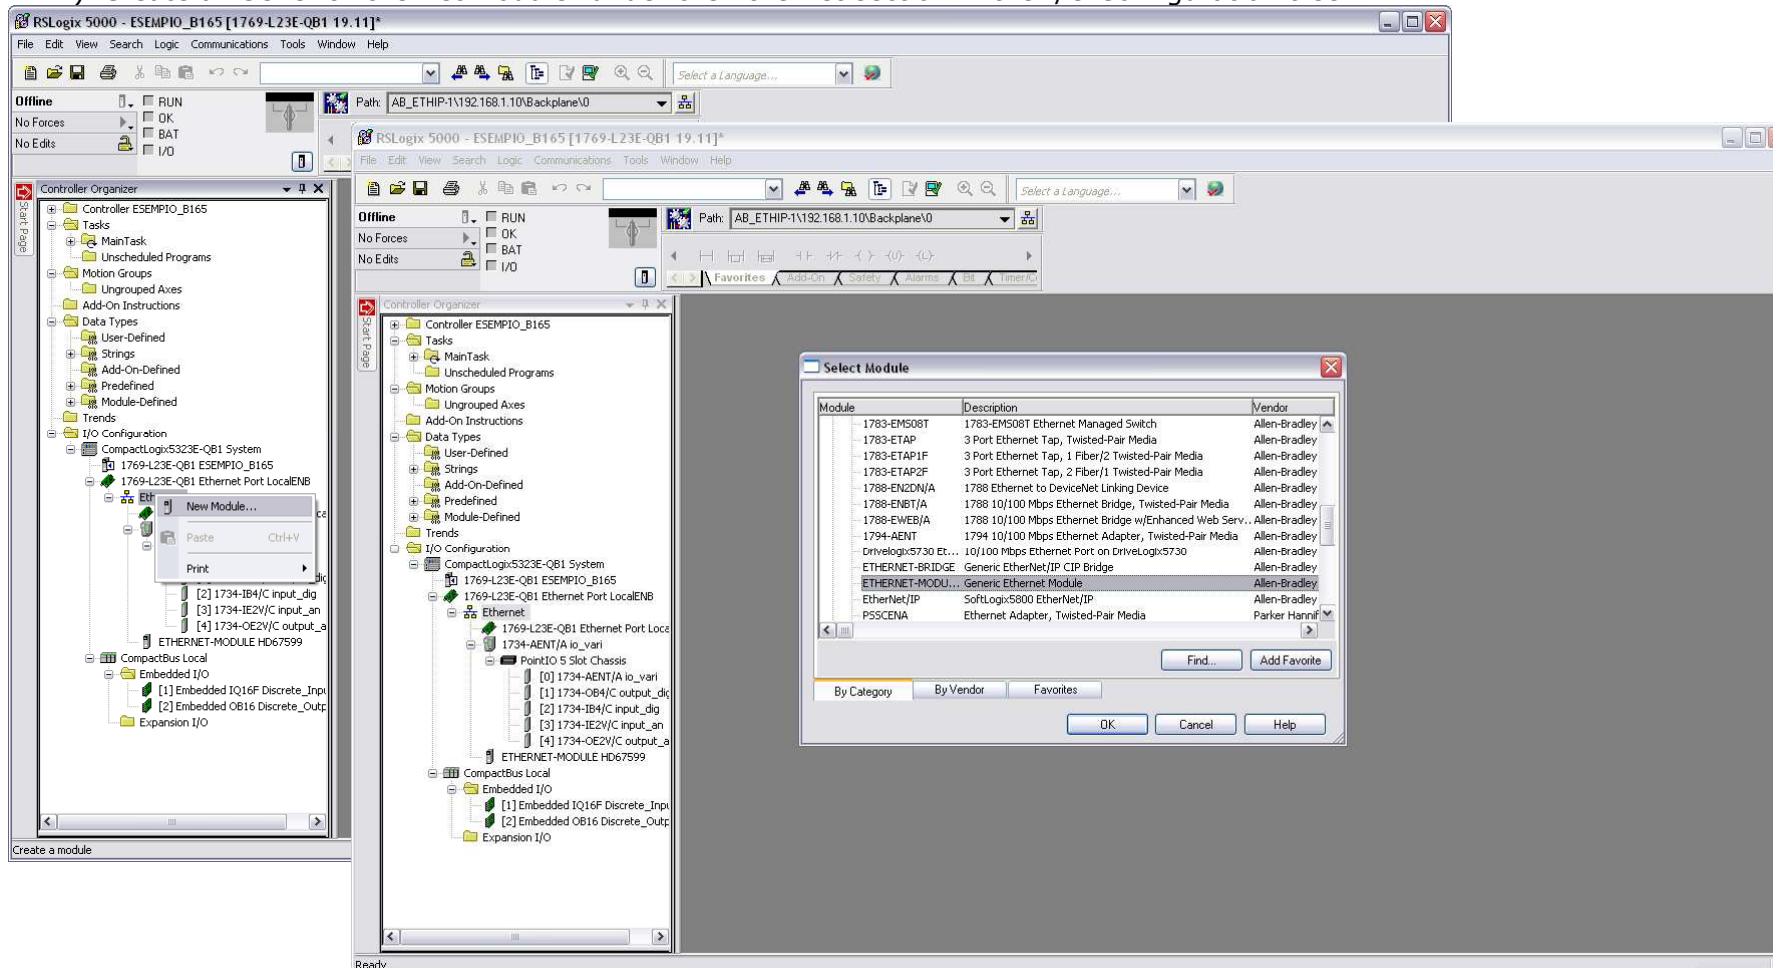 RSLogix 5000 - ESEMPIO_B165 [1769-L23E-QB1 19.11]*
File Edit View Search Logic Communications Tools Window Help
Select a Language...
Offline
RUN
No Forces
OK
No Edits
BAT
I/O
Path: AB_ETHIP-1\192.168.1.10\Backplane\0
Controller Organizer
Start Page
Controller ESEMPIO_B165
Tasks
MainTask
Unscheduled Programs
Motion Groups
Ungrouped Axes
Add-On Instructions
Data Types
User-Defined
Strings
Add-On-Defined
Predefined
Module-Defined
Trends
I/O Configuration
CompactLogix5323E-QB1 System
1769-L23E-QB1 ESEMPIO_B165
1769-L23E-QB1 Ethernet Port LocalENB
Eth
New Module...
Paste Ctrl+V
Print
[2] 1734-IB4/C input_dig
[3] 1734-IE2V/C input_an
[4] 1734-OE2V/C output_a
ETHERNET-MODULE HD67599
CompactBus Local
Embedded I/O
[1] Embedded IQ16F Discrete_Inpu
[2] Embedded OB16 Discrete_Outp
Expansion I/O
Create a module
RSLogix 5000 - ESEMPIO_B165 [1769-L23E-QB1 19.11]*
File Edit View Search Logic Communications Tools Window Help
Select a Language...
Offline
RUN
No Forces
OK
No Edits
BAT
I/O
Path: AB_ETHIP-1\192.168.1.10\Backplane\0
Favorites Add-On Safety Alarms Bit Timer/C
Controller Organizer
Start Page
Controller ESEMPIO_B165
Tasks
MainTask
Unscheduled Programs
Motion Groups
Ungrouped Axes
Add-On Instructions
Data Types
User-Defined
Strings
Add-On-Defined
Predefined
Module-Defined
Trends
I/O Configuration
CompactLogix5323E-QB1 System
1769-L23E-QB1 ESEMPIO_B165
1769-L23E-QB1 Ethernet Port LocalENB
Ethernet
1769-L23E-QB1 Ethernet Port Loca
1734-AENT/A io_vari
PointIO 5 Slot Chassis
[0] 1734-AENT/A io_vari
[1] 1734-OB4/C output_dig
[2] 1734-IB4/C input_dig
[3] 1734-IE2V/C input_an
[4] 1734-OE2V/C output_a
ETHERNET-MODULE HD67599
CompactBus Local
Embedded I/O
[1] Embedded IQ16F Discrete_Inpu
[2] Embedded OB16 Discrete_Outp
Expansion I/O
Ready
Select Module
Module Description Vendor
1783-EMS08T 1783-EMS08T Ethernet Managed Switch Allen-Bradley
1783-ETAP 3 Port Ethernet Tap, Twisted-Pair Media Allen-Bradley
1783-ETAP1F 3 Port Ethernet Tap, 1 Fiber/2 Twisted-Pair Media Allen-Bradley
1783-ETAP2F 3 Port Ethernet Tap, 2 Fiber/1 Twisted-Pair Media Allen-Bradley
1788-EN2DN/A 1788 Ethernet to DeviceNet Linking Device Allen-Bradley
1788-ENBT/A 1788 10/100 Mbps Ethernet Bridge, Twisted-Pair Media Allen-Bradley
1788-EWEB/A 1788 10/100 Mbps Ethernet Bridge w/Enhanced Web Serv... Allen-Bradley
1794-AENT 1794 10/100 Mbps Ethernet Adapter, Twisted-Pair Media Allen-Bradley
Drivelogix5730 Et... 10/100 Mbps Ethernet Port on DriveLogix5730 Allen-Bradley
ETHERNET-BRIDGE Generic EtherNet/IP CIP Bridge Allen-Bradley
ETHERNET-MODU... Generic Ethernet Module Allen-Bradley
EtherNet/IP SoftLogix5800 EtherNet/IP Allen-Bradley
PSSCENA Ethernet Adapter, Twisted-Pair Media Parker Hannif
Find... Add Favorite
By Category By Vendor Favorites
OK Cancel Help